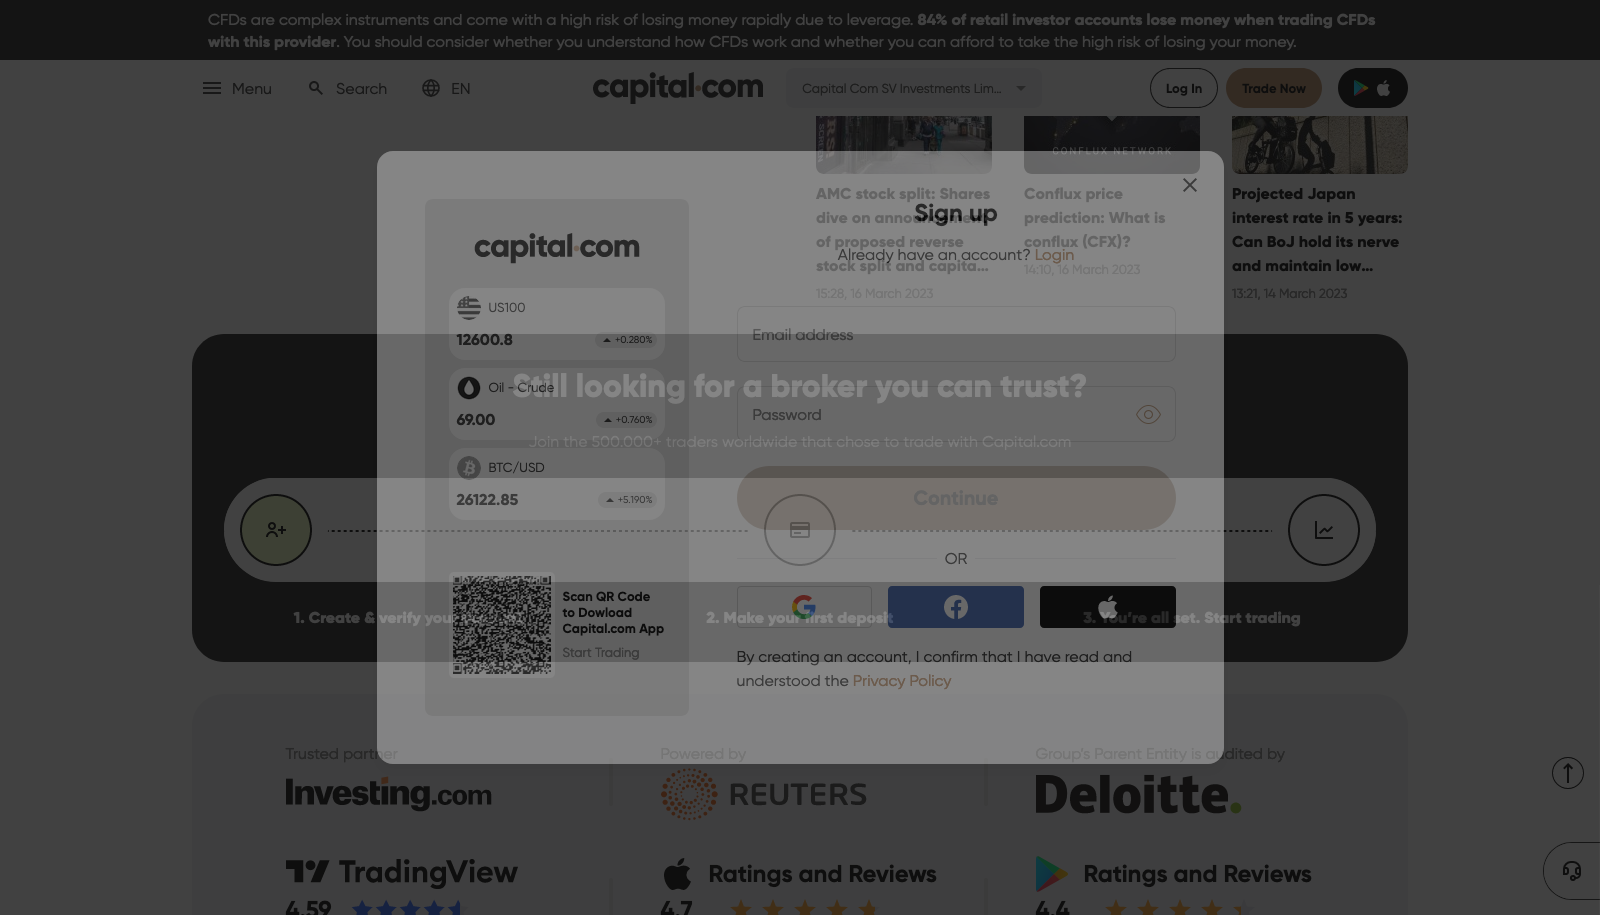 CFDs are complex instruments and come with a high risk of losing money rapidly due to leverage. 84% of retail investor accounts lose money when trading CFDs
with this provider. You should consider whether you understand how CFDs work and whether you can afford to take the high risk of losing your money.
Menu
Search
EN
capital.com
Capital Com SV Investments Lim...
Log In
Trade Now
CONFLUX NETWORK
AMC stock split: Shares
dive on announcement
of proposed reverse
stock split and capita...
15:28, 16 March 2023
Conflux price
prediction: What is
conflux (CFX)?
14:10, 16 March 2023
Projected Japan
interest rate in 5 years:
Can BoJ hold its nerve
and maintain low...
13:21, 14 March 2023
capital.com
US100
12600.8
+0.280%
Oil - Crude
69.00
+0.760%
BTC/USD
26122.85
+5.190%
Scan QR Code
to Dowload
Capital.com App
Start Trading
Sign up
Already have an account? Login
Email address
Password
Continue
OR
By creating an account, I confirm that I have read and
understood the Privacy Policy
Still looking for a broker you can trust?
Join the 500.000+ traders worldwide that chose to trade with Capital.com
1. Create & verify your
2. Make your first deposit
3. You're all set. Start trading
Trusted partner
Investing.com
Powered by
REUTERS
Group's Parent Entity is audited by
Deloitte.
TradingView
4.59
Ratings and Reviews
4.7
Ratings and Reviews
4.4